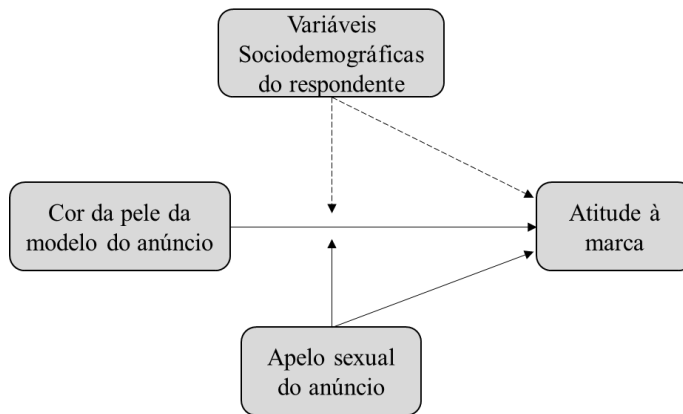 Variáveis
Sociodemográficas
do respondente
Cor da pele da
modelo do anúncio
Atitude à
marca
Apelo sexual
do anúncio